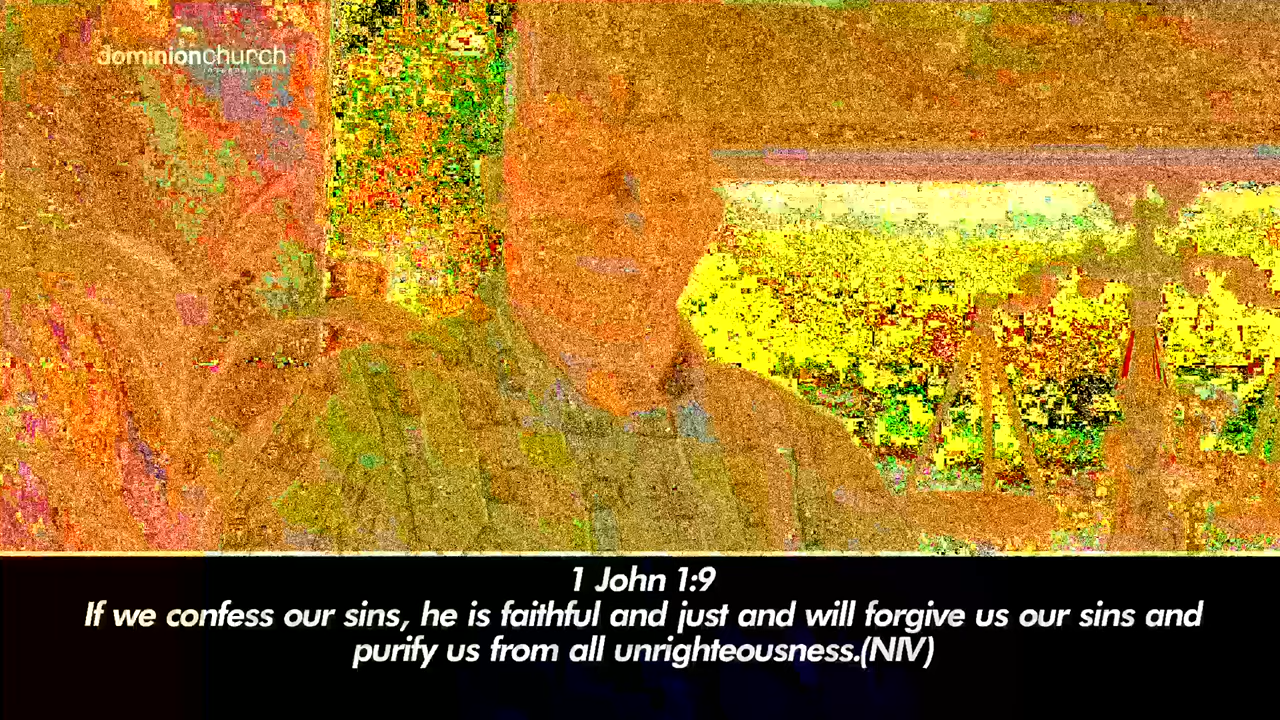 dominionchurch
international
1 John 1:9
If we confess our sins, he is faithful and just and will forgive us our sins and
purify us from all unrighteousness.(NIV)